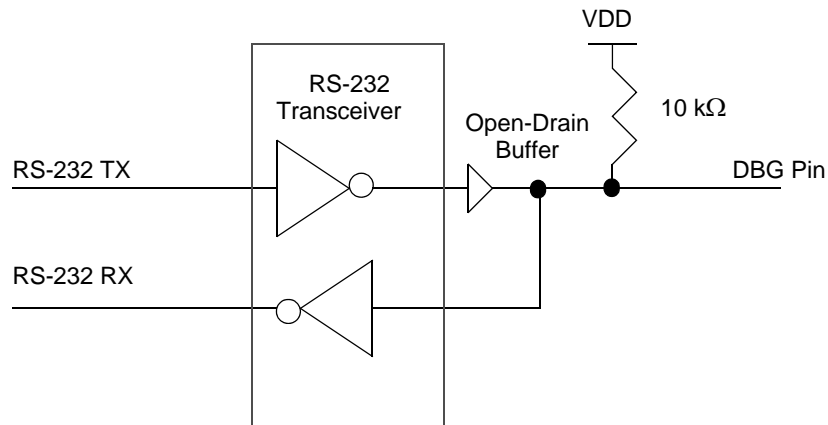 VDD
RS-232
Transceiver
10 kΩ
Open-Drain
Buffer
RS-232 TX
DBG Pin
RS-232 RX